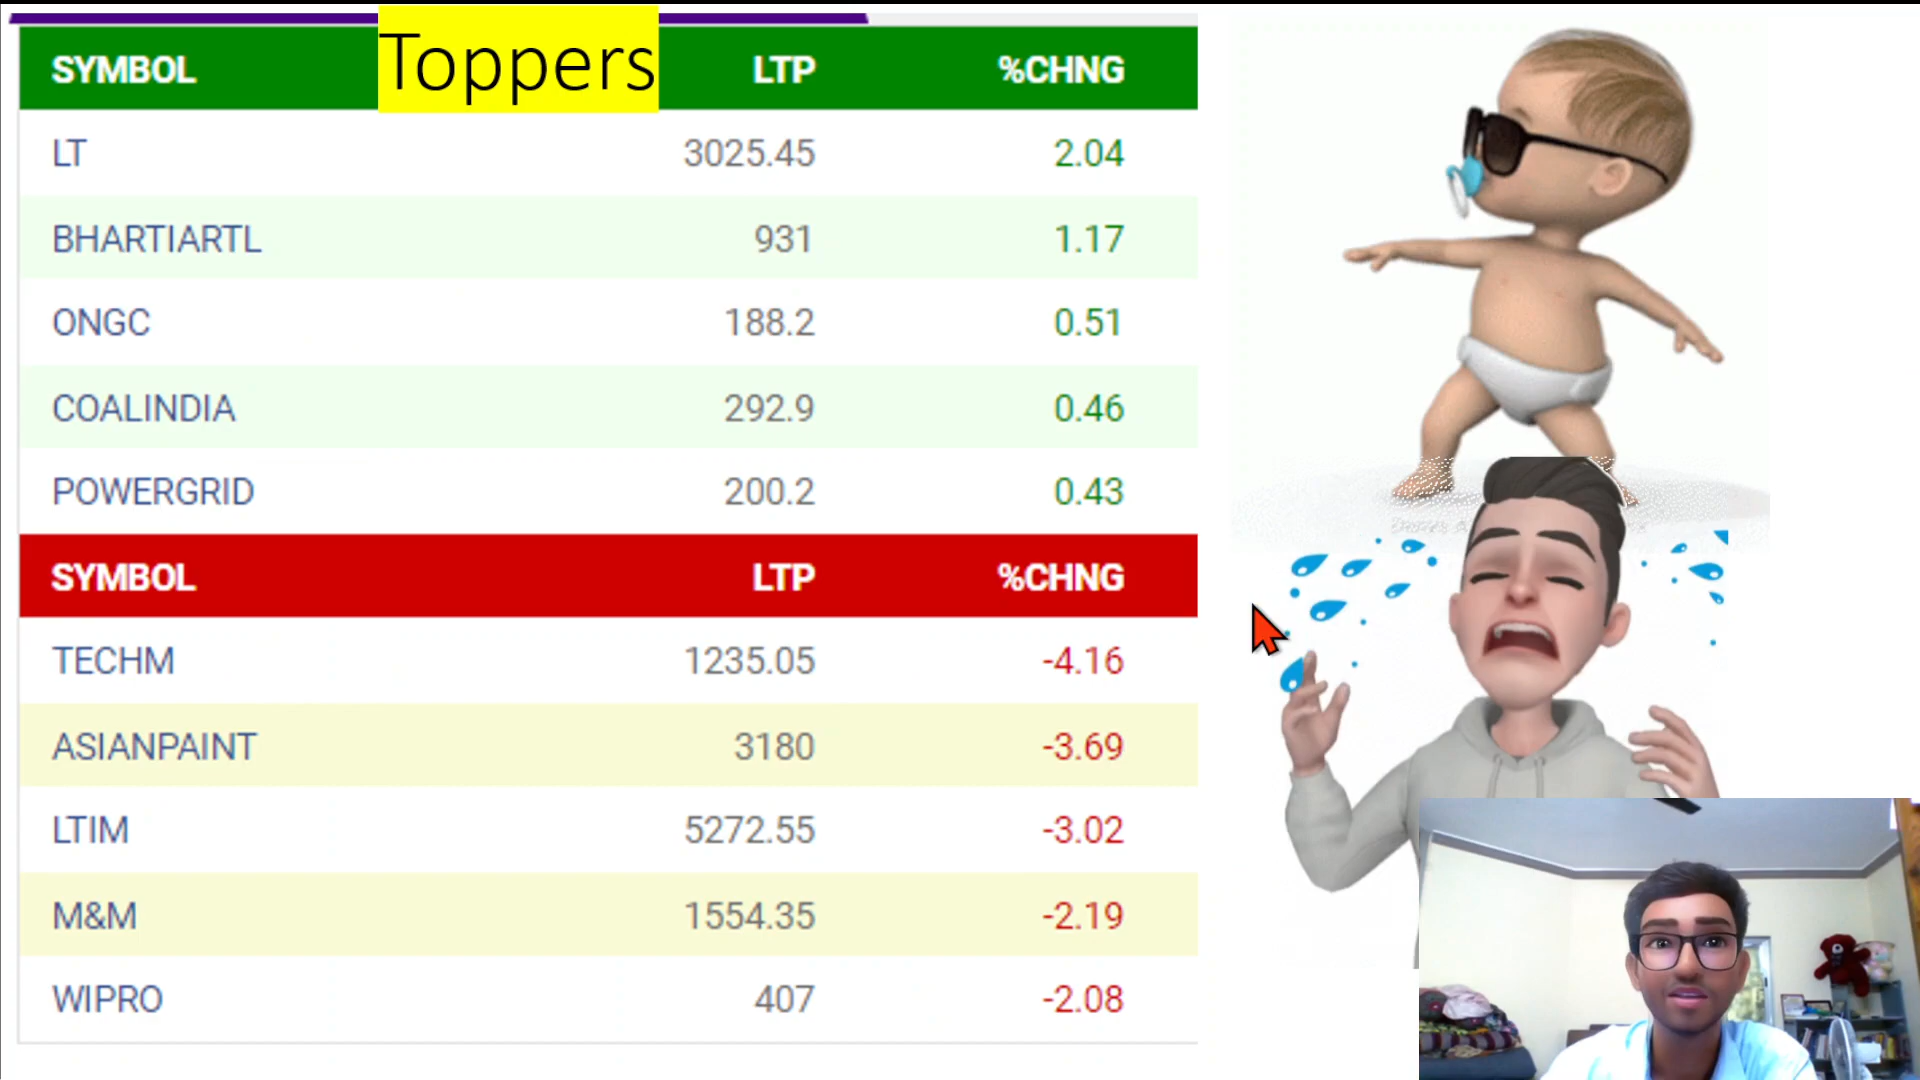 SYMBOL Toppers LTP %CHNG
LT 3025.45 2.04
BHARTIARTL 931 1.17
ONGC 188.2 0.51
COALINDIA 292.9 0.46
POWERGRID 200.2 0.43
SYMBOL LTP %CHNG
TECHM 1235.05 -4.16
ASIANPAINT 3180 -3.69
LTIM 5272.55 -3.02
M&M 1554.35 -2.19
WIPRO 407 -2.08